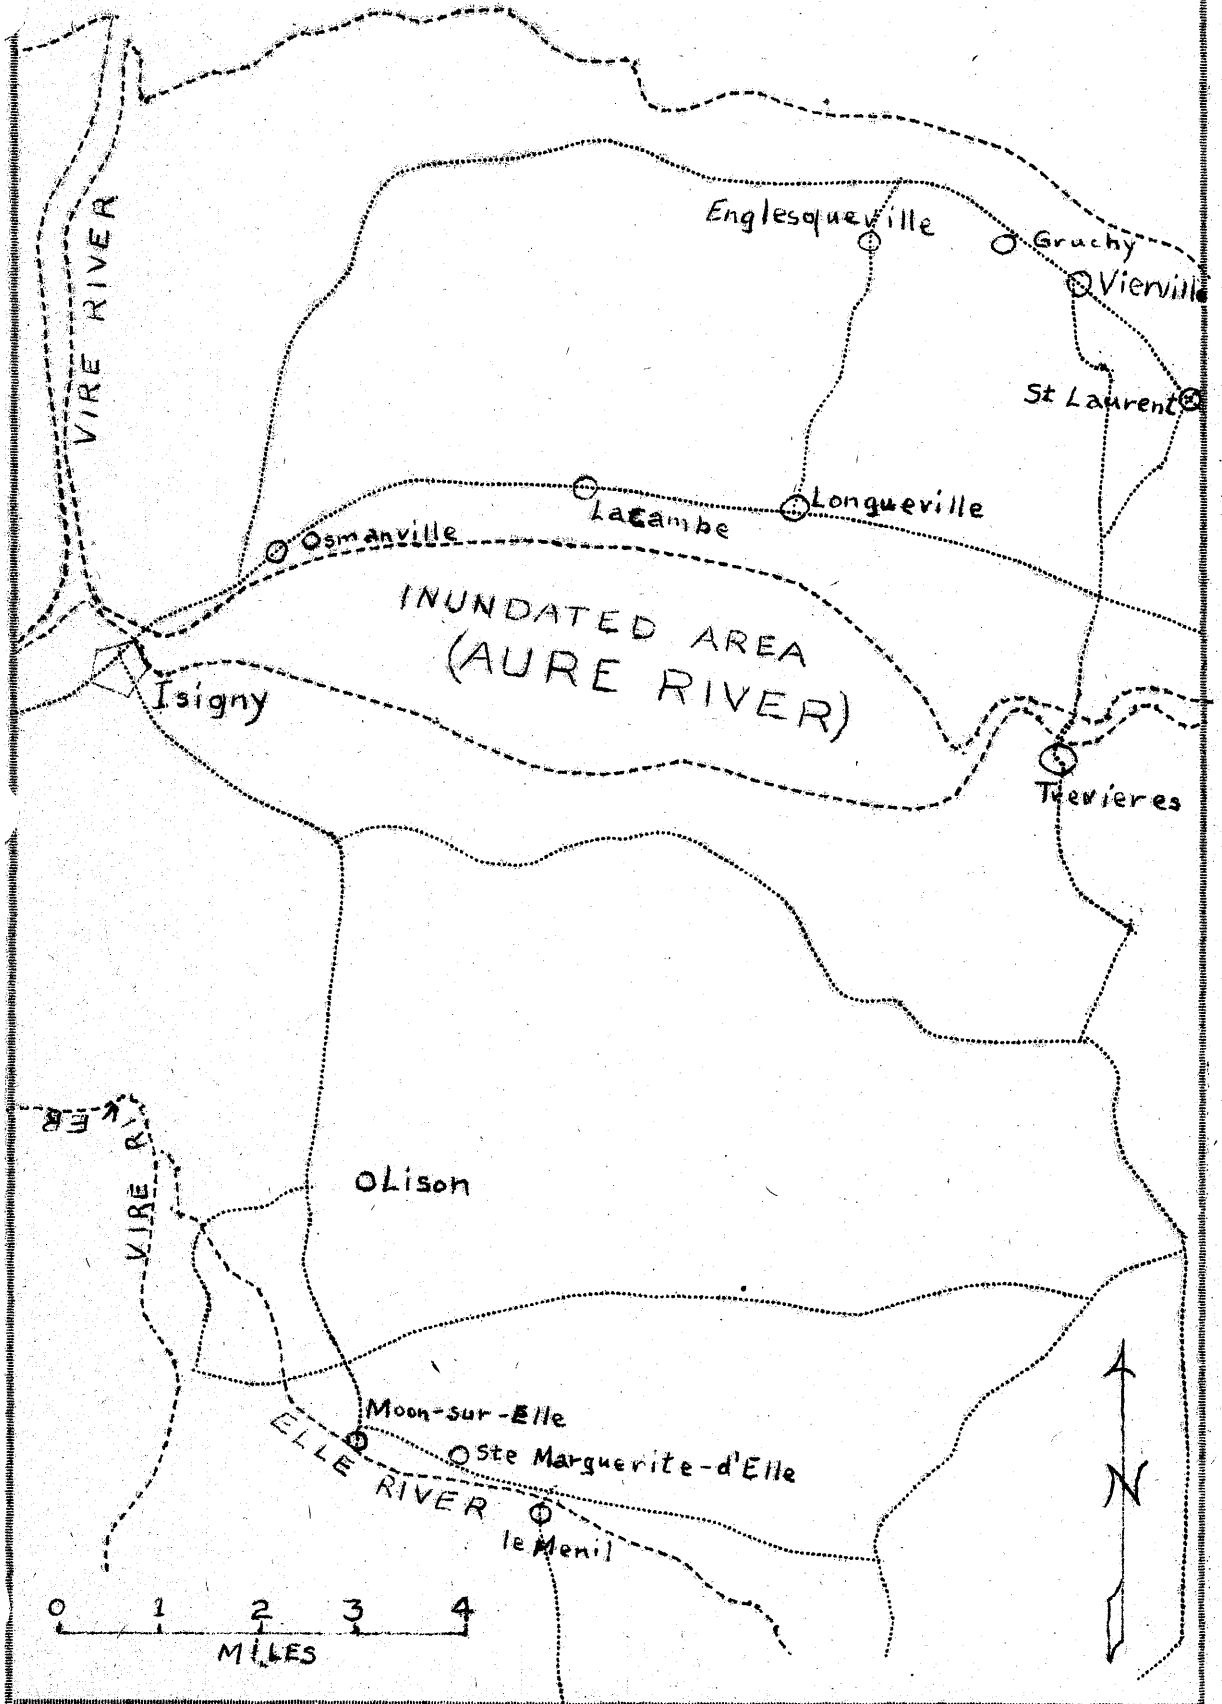 VIRE RIVER
Englesqueville
Gruchy
Vierville
St Laurent
Longueville
LaCambe
Osmanville
INUNDATED AREA
(AURE RIVER)
Isigny
Trevieres
VIRE RIVER
Lison
Moon-sur-Elle
Ste Marguerite-d'Elle
ELLE RIVER
le Menil
N
0 1 2 3 4
MILES